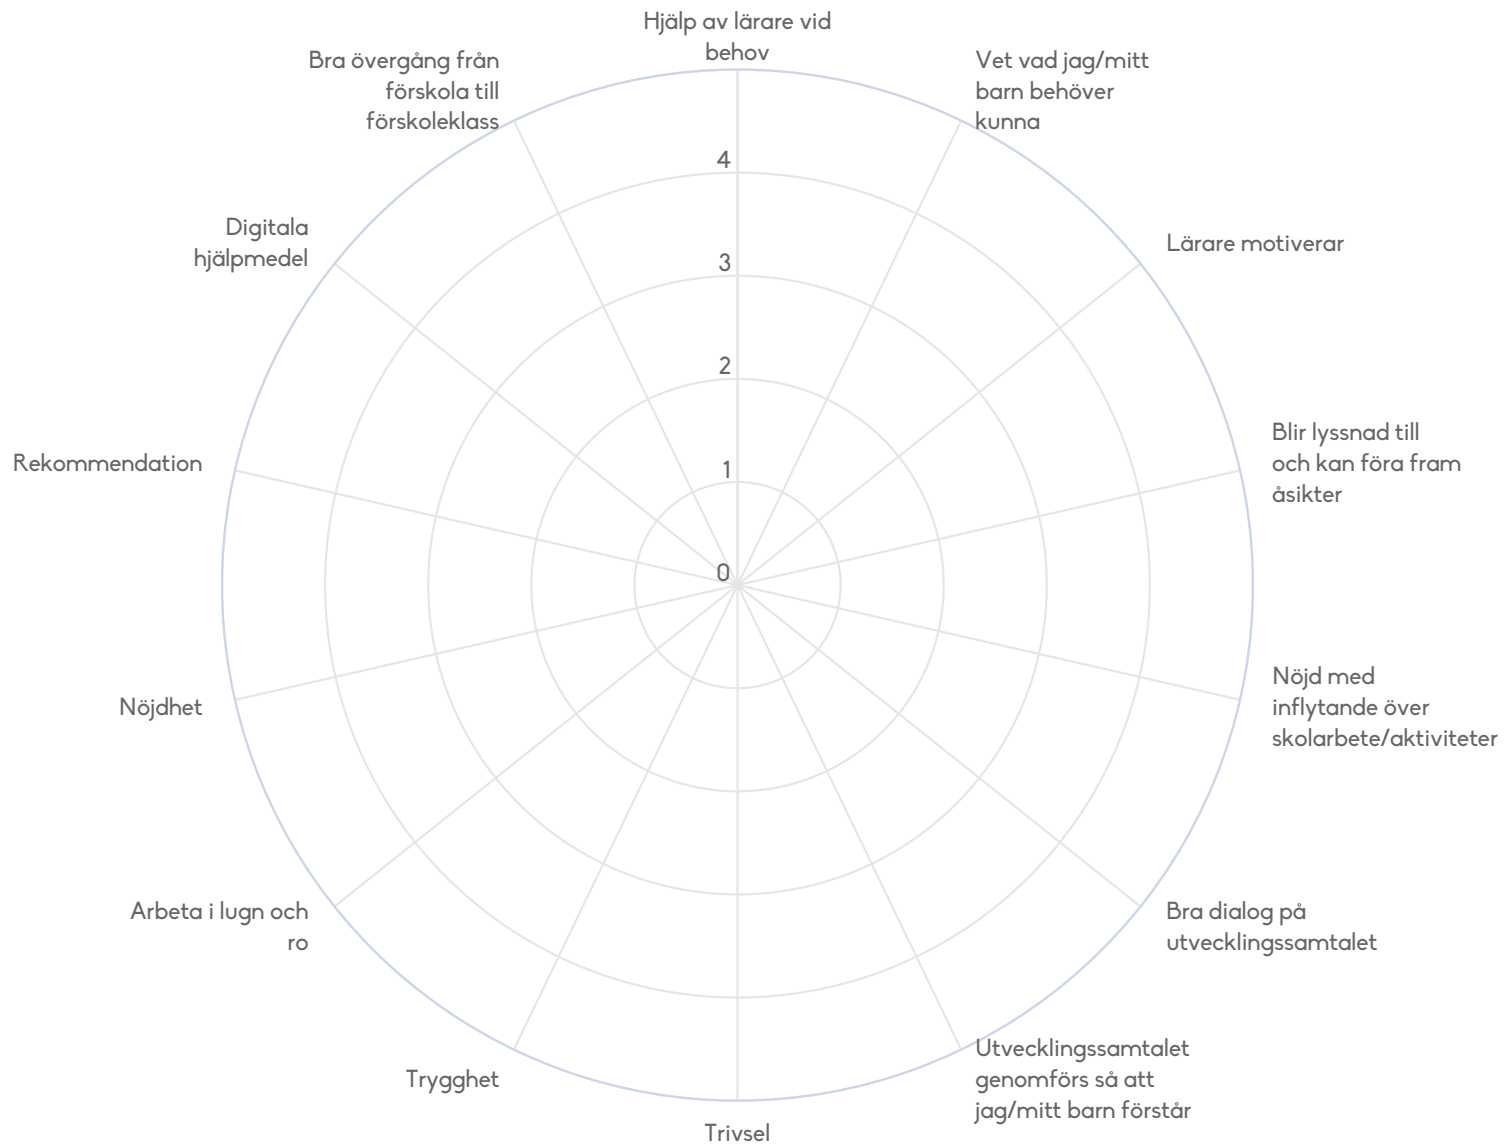 Hjälp av lärare vid
behov
Vet vad jag/mitt
barn behöver
kunna
Lärare motiverar
Blir lyssnad till
och kan föra fram
åsikter
Nöjd med
inflytande över
skolarbete/aktiviteter
Bra dialog på
utvecklingssamtalet
Utvecklingssamtalet
genomförs så att
jag/mitt barn förstår
Trivsel
Trygghet
Arbeta i lugn och
ro
Nöjdhet
Rekommendation
Digitala
hjälpmedel
Bra övergång från
förskola till
förskoleklass
4
3
2
1
0